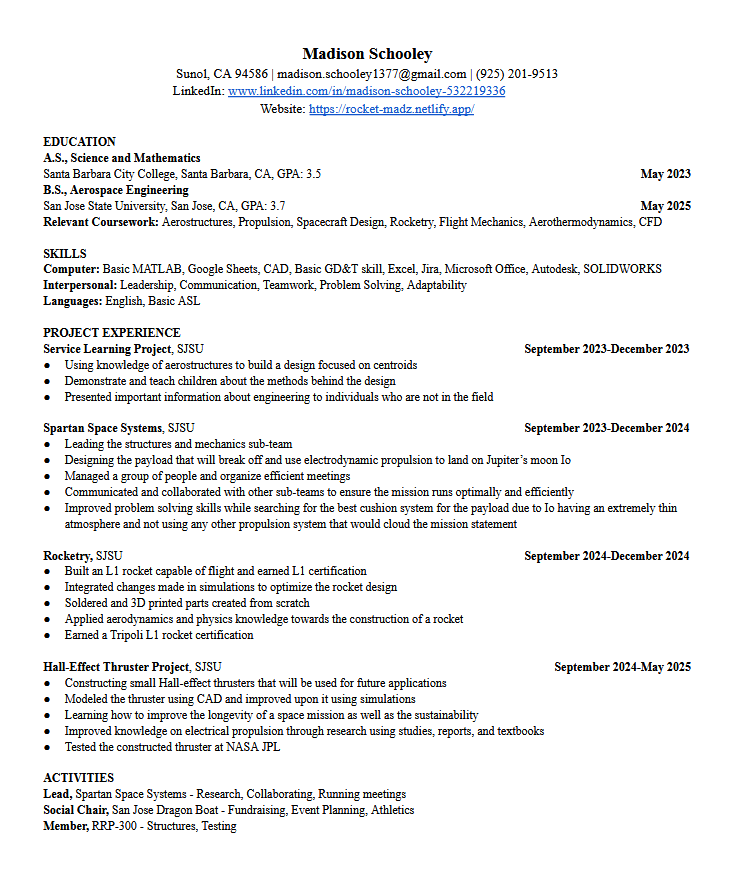 Madison Schooley
Sunol, CA 94586 | madison.schooley1377@gmail.com | (925) 201-9513
LinkedIn: www.linkedin.com/in/madison-schooley-532219336
Website: https://rocket-madz.netlify.app/
EDUCATION
A.S., Science and Mathematics
Santa Barbara City College, Santa Barbara, CA, GPA: 3.5 May 2023
B.S., Aerospace Engineering
San Jose State University, San Jose, CA, GPA: 3.7 May 2025
Relevant Coursework: Aerostructures, Propulsion, Spacecraft Design, Rocketry, Flight Mechanics, Aerothermodynamics, CFD
SKILLS
Computer: Basic MATLAB, Google Sheets, CAD, Basic GD&T skill, Excel, Jira, Microsoft Office, Autodesk, SOLIDWORKS
Interpersonal: Leadership, Communication, Teamwork, Problem Solving, Adaptability
Languages: English, Basic ASL
PROJECT EXPERIENCE
Service Learning Project, SJSU September 2023-December 2023
● Using knowledge of aerostructures to build a design focused on centroids
● Demonstrate and teach children about the methods behind the design
● Presented important information about engineering to individuals who are not in the field
Spartan Space Systems, SJSU September 2023-December 2024
● Leading the structures and mechanics sub-team
● Designing the payload that will break off and use electrodynamic propulsion to land on Jupiter’s moon Io
● Managed a group of people and organize efficient meetings
● Communicated and collaborated with other sub-teams to ensure the mission runs optimally and efficiently
● Improved problem solving skills while searching for the best cushion system for the payload due to Io having an extremely thin
atmosphere and not using any other propulsion system that would cloud the mission statement
Rocketry, SJSU September 2024-December 2024
● Built an L1 rocket capable of flight and earned L1 certification
● Integrated changes made in simulations to optimize the rocket design
● Soldered and 3D printed parts created from scratch
● Applied aerodynamics and physics knowledge towards the construction of a rocket
● Earned a Tripoli L1 rocket certification
Hall-Effect Thruster Project, SJSU September 2024-May 2025
● Constructing small Hall-effect thrusters that will be used for future applications
● Modeled the thruster using CAD and improved upon it using simulations
● Learning how to improve the longevity of a space mission as well as the sustainability
● Improved knowledge on electrical propulsion through research using studies, reports, and textbooks
● Tested the constructed thruster at NASA JPL
ACTIVITIES
Lead, Spartan Space Systems - Research, Collaborating, Running meetings
Social Chair, San Jose Dragon Boat - Fundraising, Event Planning, Athletics
Member, RRP-300 - Structures, Testing